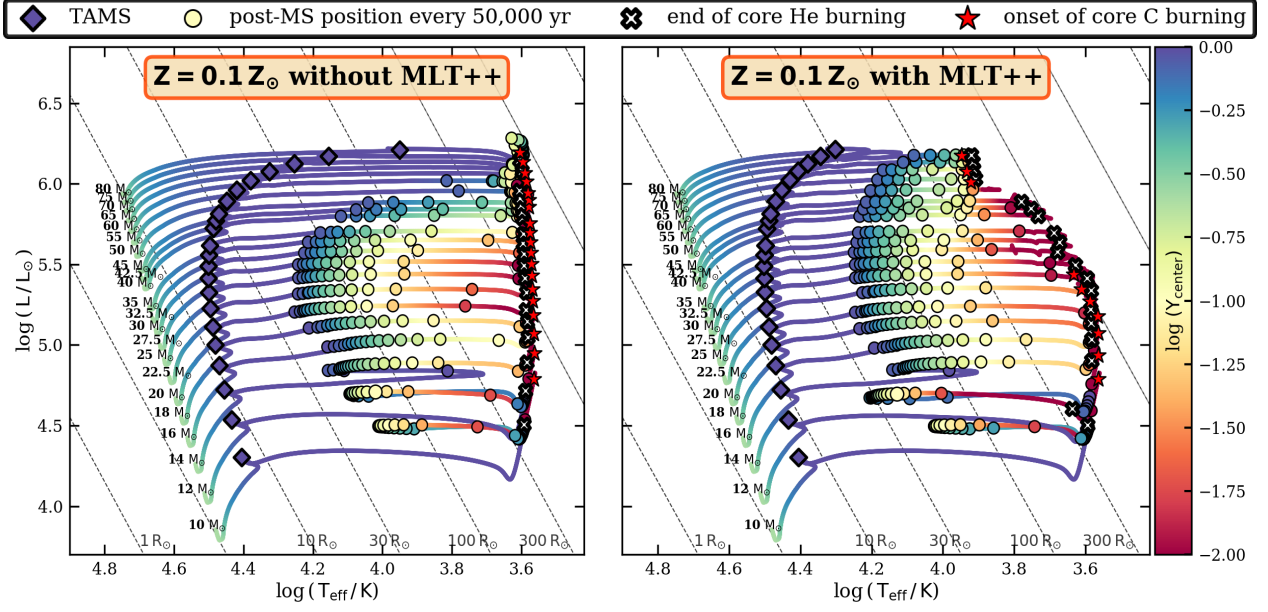 TAMS post-MS position every 50,000 yr end of core He burning onset of core C burning
Z = 0.1 Z⊙ without MLT++
6.5
6.0
5.5
5.0
4.5
4.0
log (L/L⊙)
80 M⊙
75 M⊙
70 M⊙
65 M⊙
60 M⊙
55 M⊙
50 M⊙
45 M⊙
42.5 M⊙
40 M⊙
35 M⊙
32.5 M⊙
30 M⊙
27.5 M⊙
25 M⊙
22.5 M⊙
20 M⊙
18 M⊙
16 M⊙
14 M⊙
12 M⊙
10 M⊙
1 R⊙ 10 R⊙ 30 R⊙ 100 R⊙ 300 R⊙
4.8 4.6 4.4 4.2 4.0 3.8 3.6
log (Teff/K)
Z = 0.1 Z⊙ with MLT++
80 M⊙
75 M⊙
70 M⊙
65 M⊙
60 M⊙
55 M⊙
50 M⊙
45 M⊙
42.5 M⊙
40 M⊙
35 M⊙
32.5 M⊙
30 M⊙
27.5 M⊙
25 M⊙
22.5 M⊙
20 M⊙
18 M⊙
16 M⊙
14 M⊙
12 M⊙
10 M⊙
1 R⊙ 10 R⊙ 30 R⊙ 100 R⊙ 300 R⊙
4.8 4.6 4.4 4.2 4.0 3.8 3.6
log (Teff/K)
0.00
−0.25
−0.50
−0.75
−1.00
−1.25
−1.50
−1.75
−2.00
log (Ycenter)